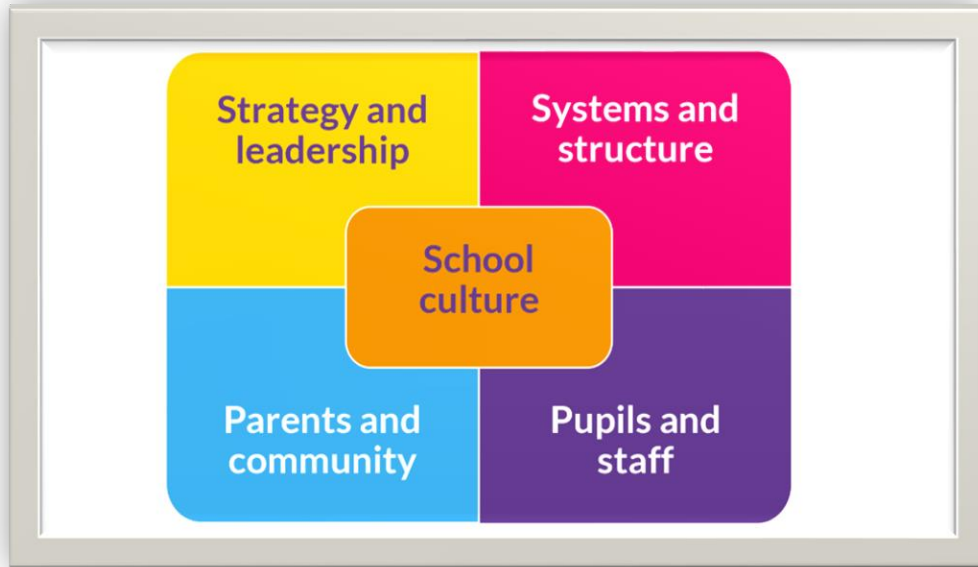 Strategy and
leadership
Systems and
structure
School
culture
Parents and
community
Pupils and
staff